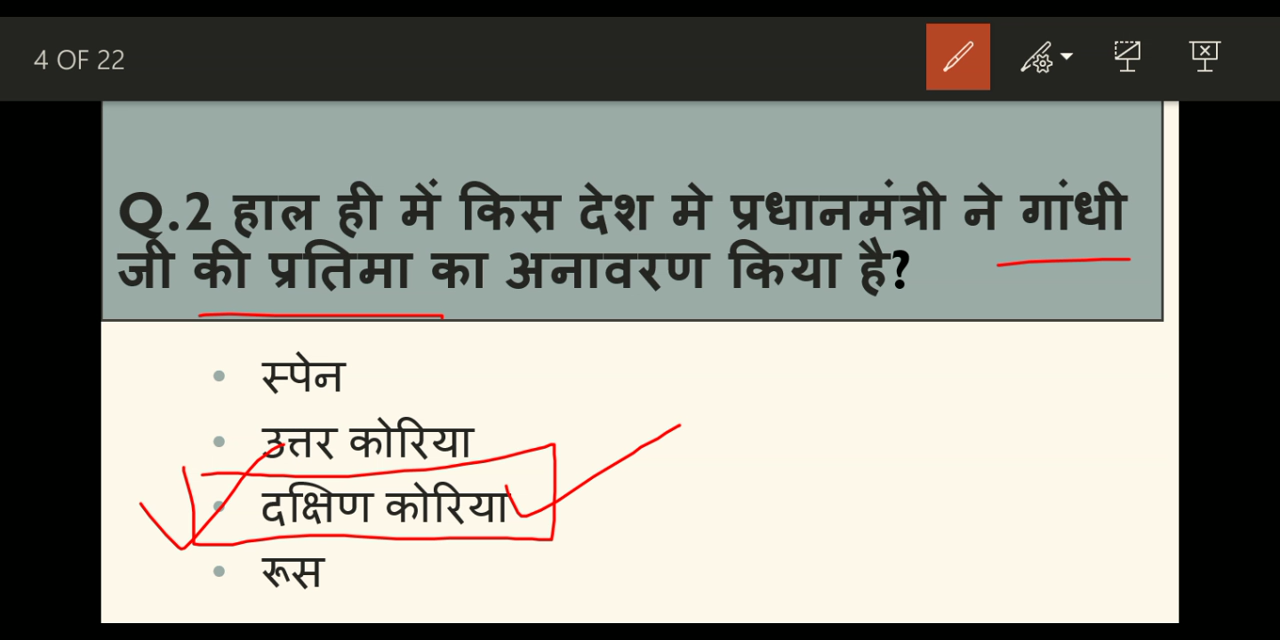 4 OF 22
Q.2 हाल ही में किस देश मे प्रधानमंत्री ने गांधी
जी की प्रतिमा का अनावरण किया है?
• स्पेन
• उत्तर कोरिया
• दक्षिण कोरिया
• रूस